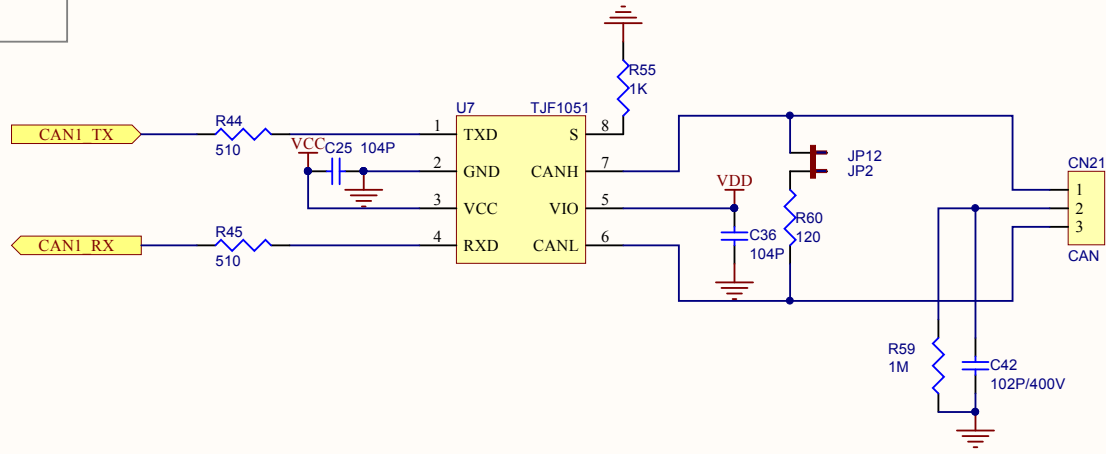 R55
1K
U7
TJF1051
R44
510
CAN1_TX
1
TXD
S
8
VCC
C25
104P
2
GND
CANH
7
JP12
JP2
CN21
VDD
3
VCC
VIO
5
1
2
3
R60
120
CAN1_RX
R45
510
4
RXD
CANL
6
C36
104P
CAN
R59
1M
C42
102P/400V